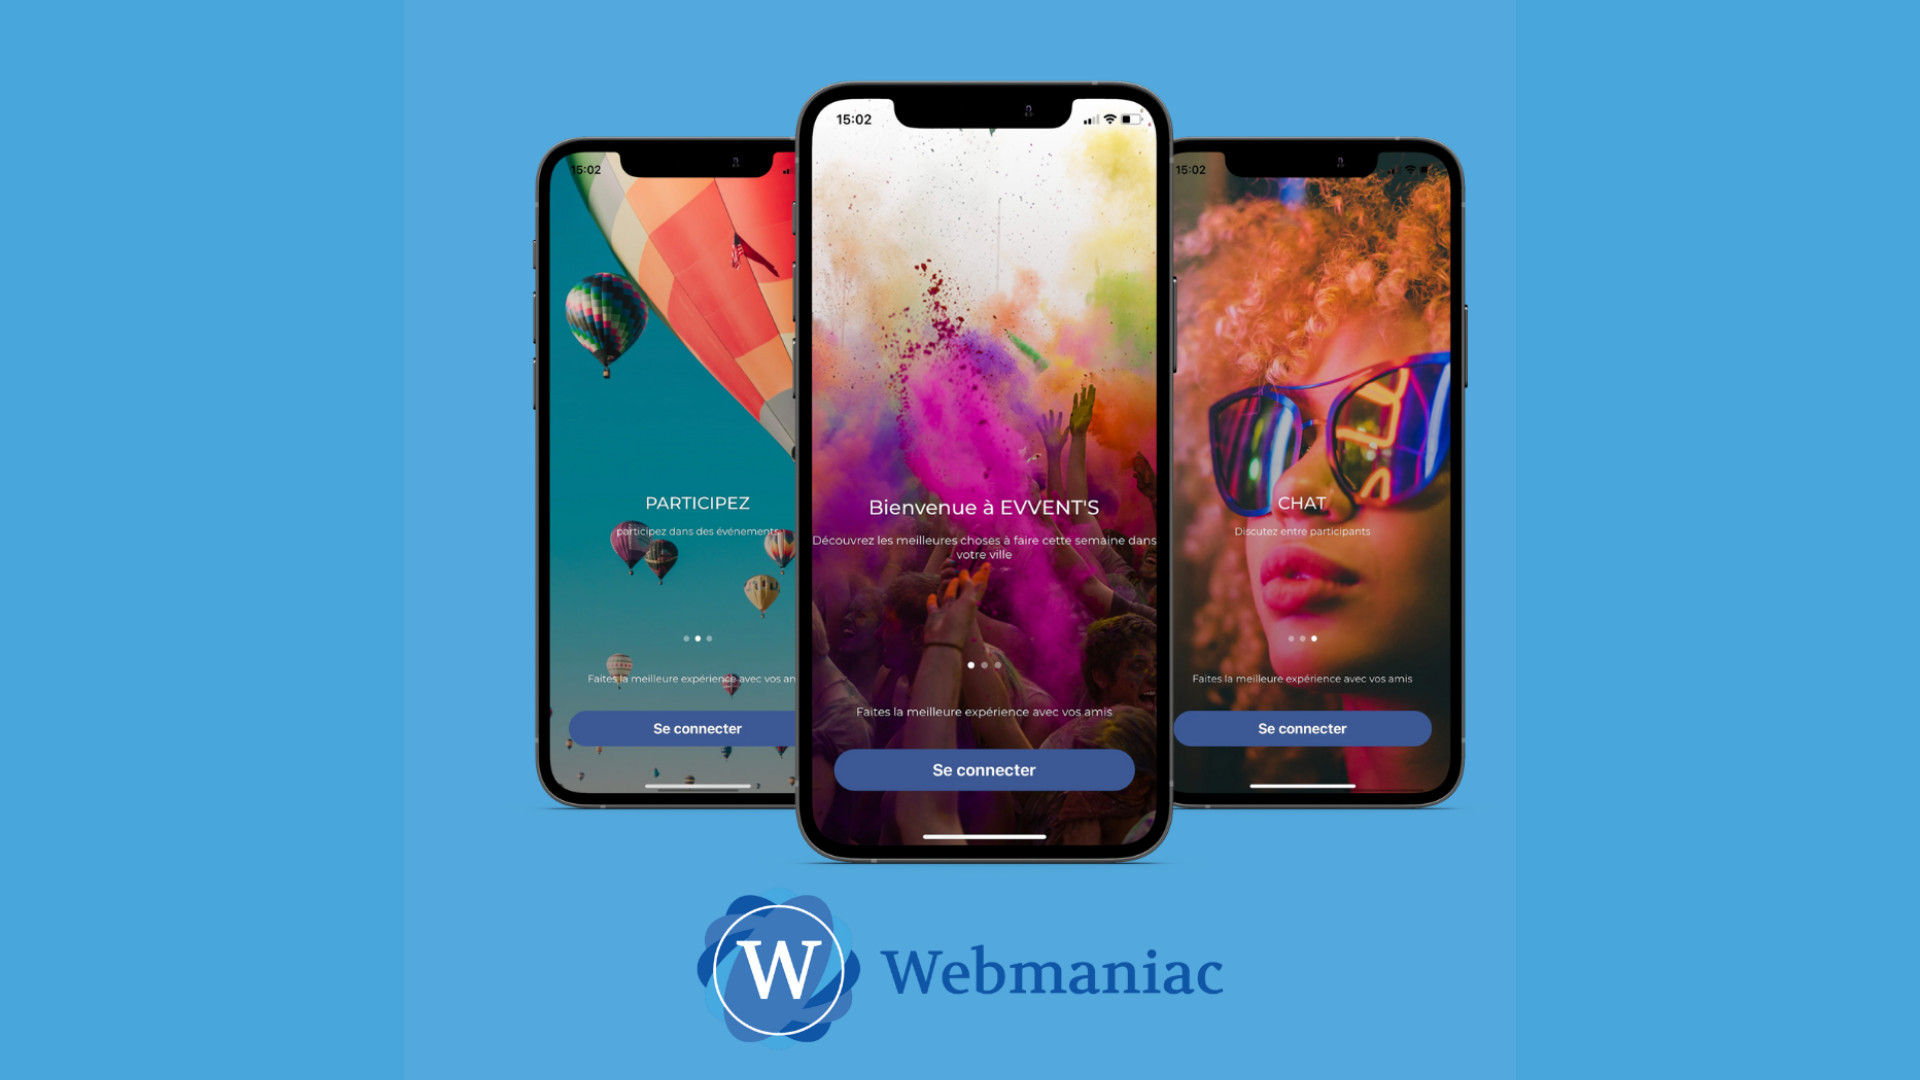 15:02
PARTICIPEZ
participez dans des événements
Faites la meilleure expérience avec vos am
Se connecter
15:02
Bienvenue à EVVENT'S
Découvrez les meilleures choses à faire cette semaine dans
votre ville
Faites la meilleure expérience avec vos amis
Se connecter
15:02
CHAT
Discutez entre participants
Faites la meilleure expérience avec vos amis
Se connecter
W
Webmaniac